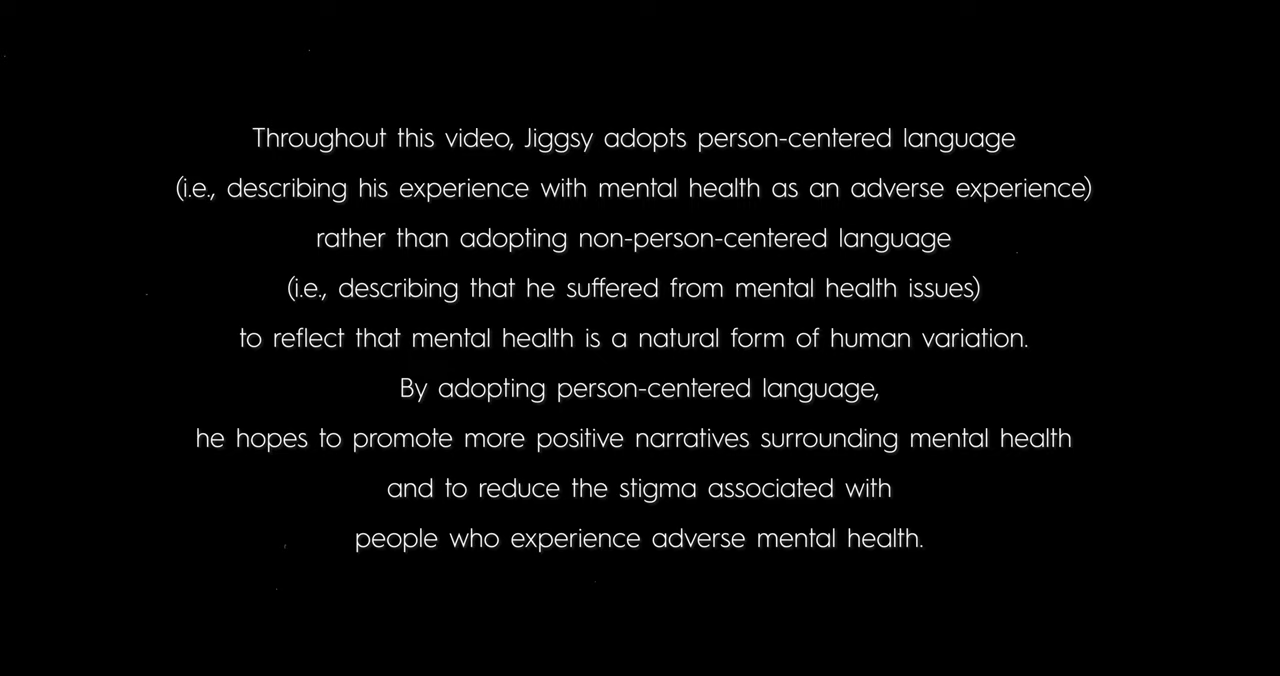 Throughout this video, Jiggsy adopts person-centered language
(i.e., describing his experience with mental health as an adverse experience)
rather than adopting non-person-centered language
(i.e., describing that he suffered from mental health issues)
to reflect that mental health is a natural form of human variation.
By adopting person-centered language,
he hopes to promote more positive narratives surrounding mental health
and to reduce the stigma associated with
people who experience adverse mental health.